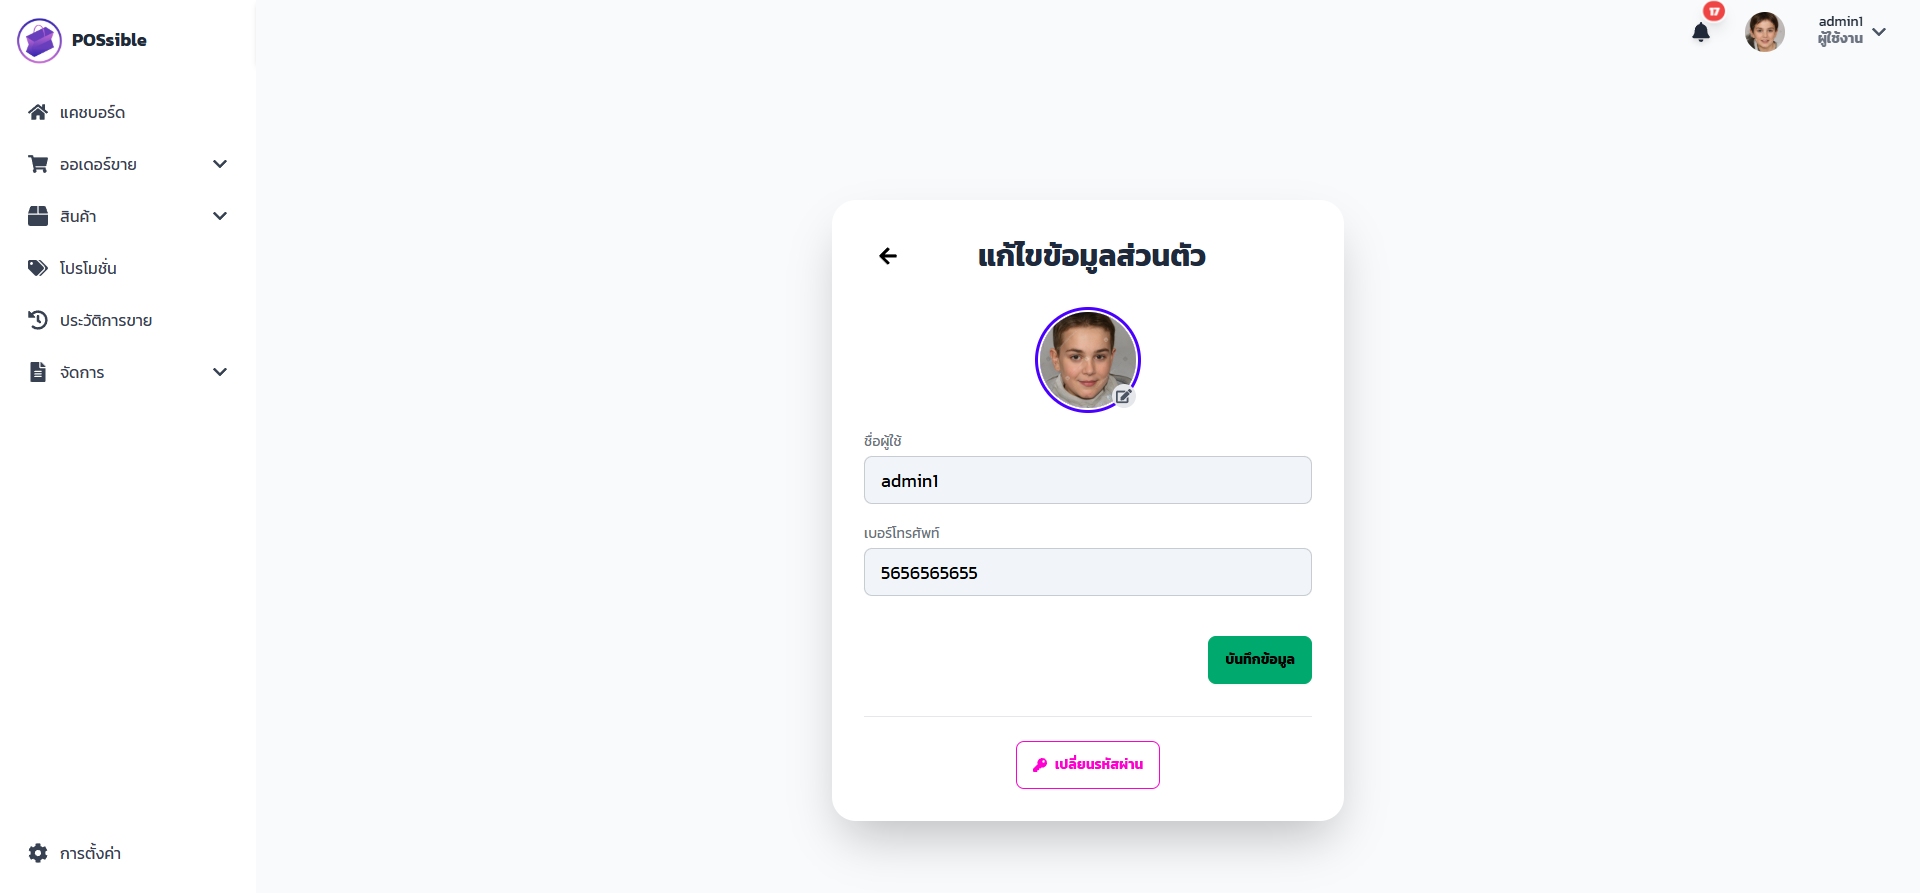 POSsible
แคชบอร์ด
ออเดอร์ขาย
สินค้า
โปรโมชั่น
ประวัติการขาย
จัดการ
การตั้งค่า
17
admin1
ผู้ใช้งาน
แก้ไขข้อมูลส่วนตัว
ชื่อผู้ใช้
admin1
เบอร์โทรศัพท์
5656565655
บันทึกข้อมูล
เปลี่ยนรหัสผ่าน